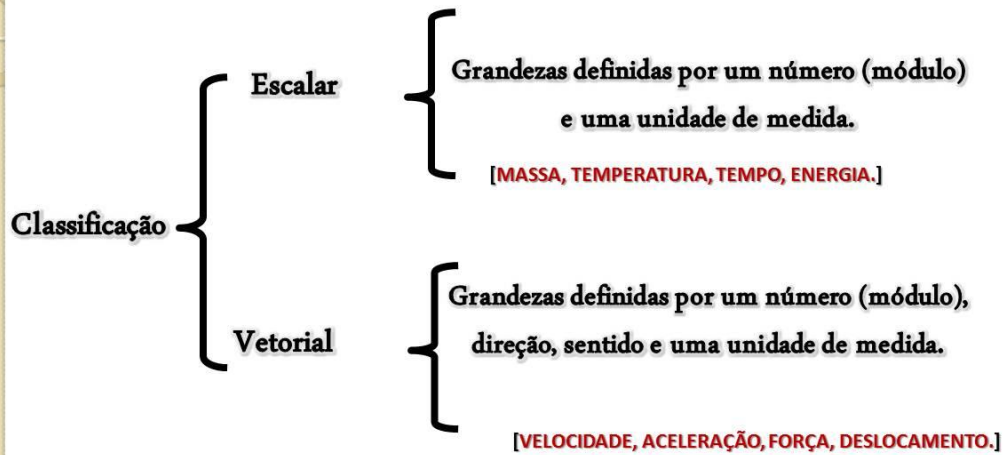 Classificação
Escalar
Grandezas definidas por um número (módulo)
e uma unidade de medida.
[MASSA, TEMPERATURA, TEMPO, ENERGIA.]
Vetorial
Grandezas definidas por um número (módulo),
direção, sentido e uma unidade de medida.
[VELOCIDADE, ACELERAÇÃO, FORÇA, DESLOCAMENTO.]